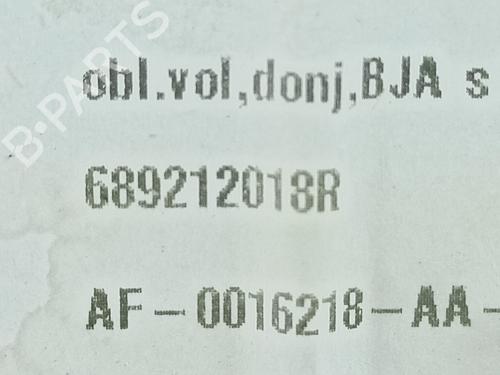 B-PARTS
obl.vol,donj,BJA s
689212018R
AF-0016218-AA-